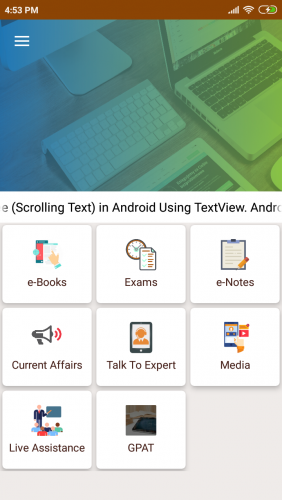 4:53 PM
e (Scrolling Text) in Android Using TextView. Andro
e-Books
Exams
e-Notes
Current Affairs
Talk To Expert
Media
Live Assistance
GPAT